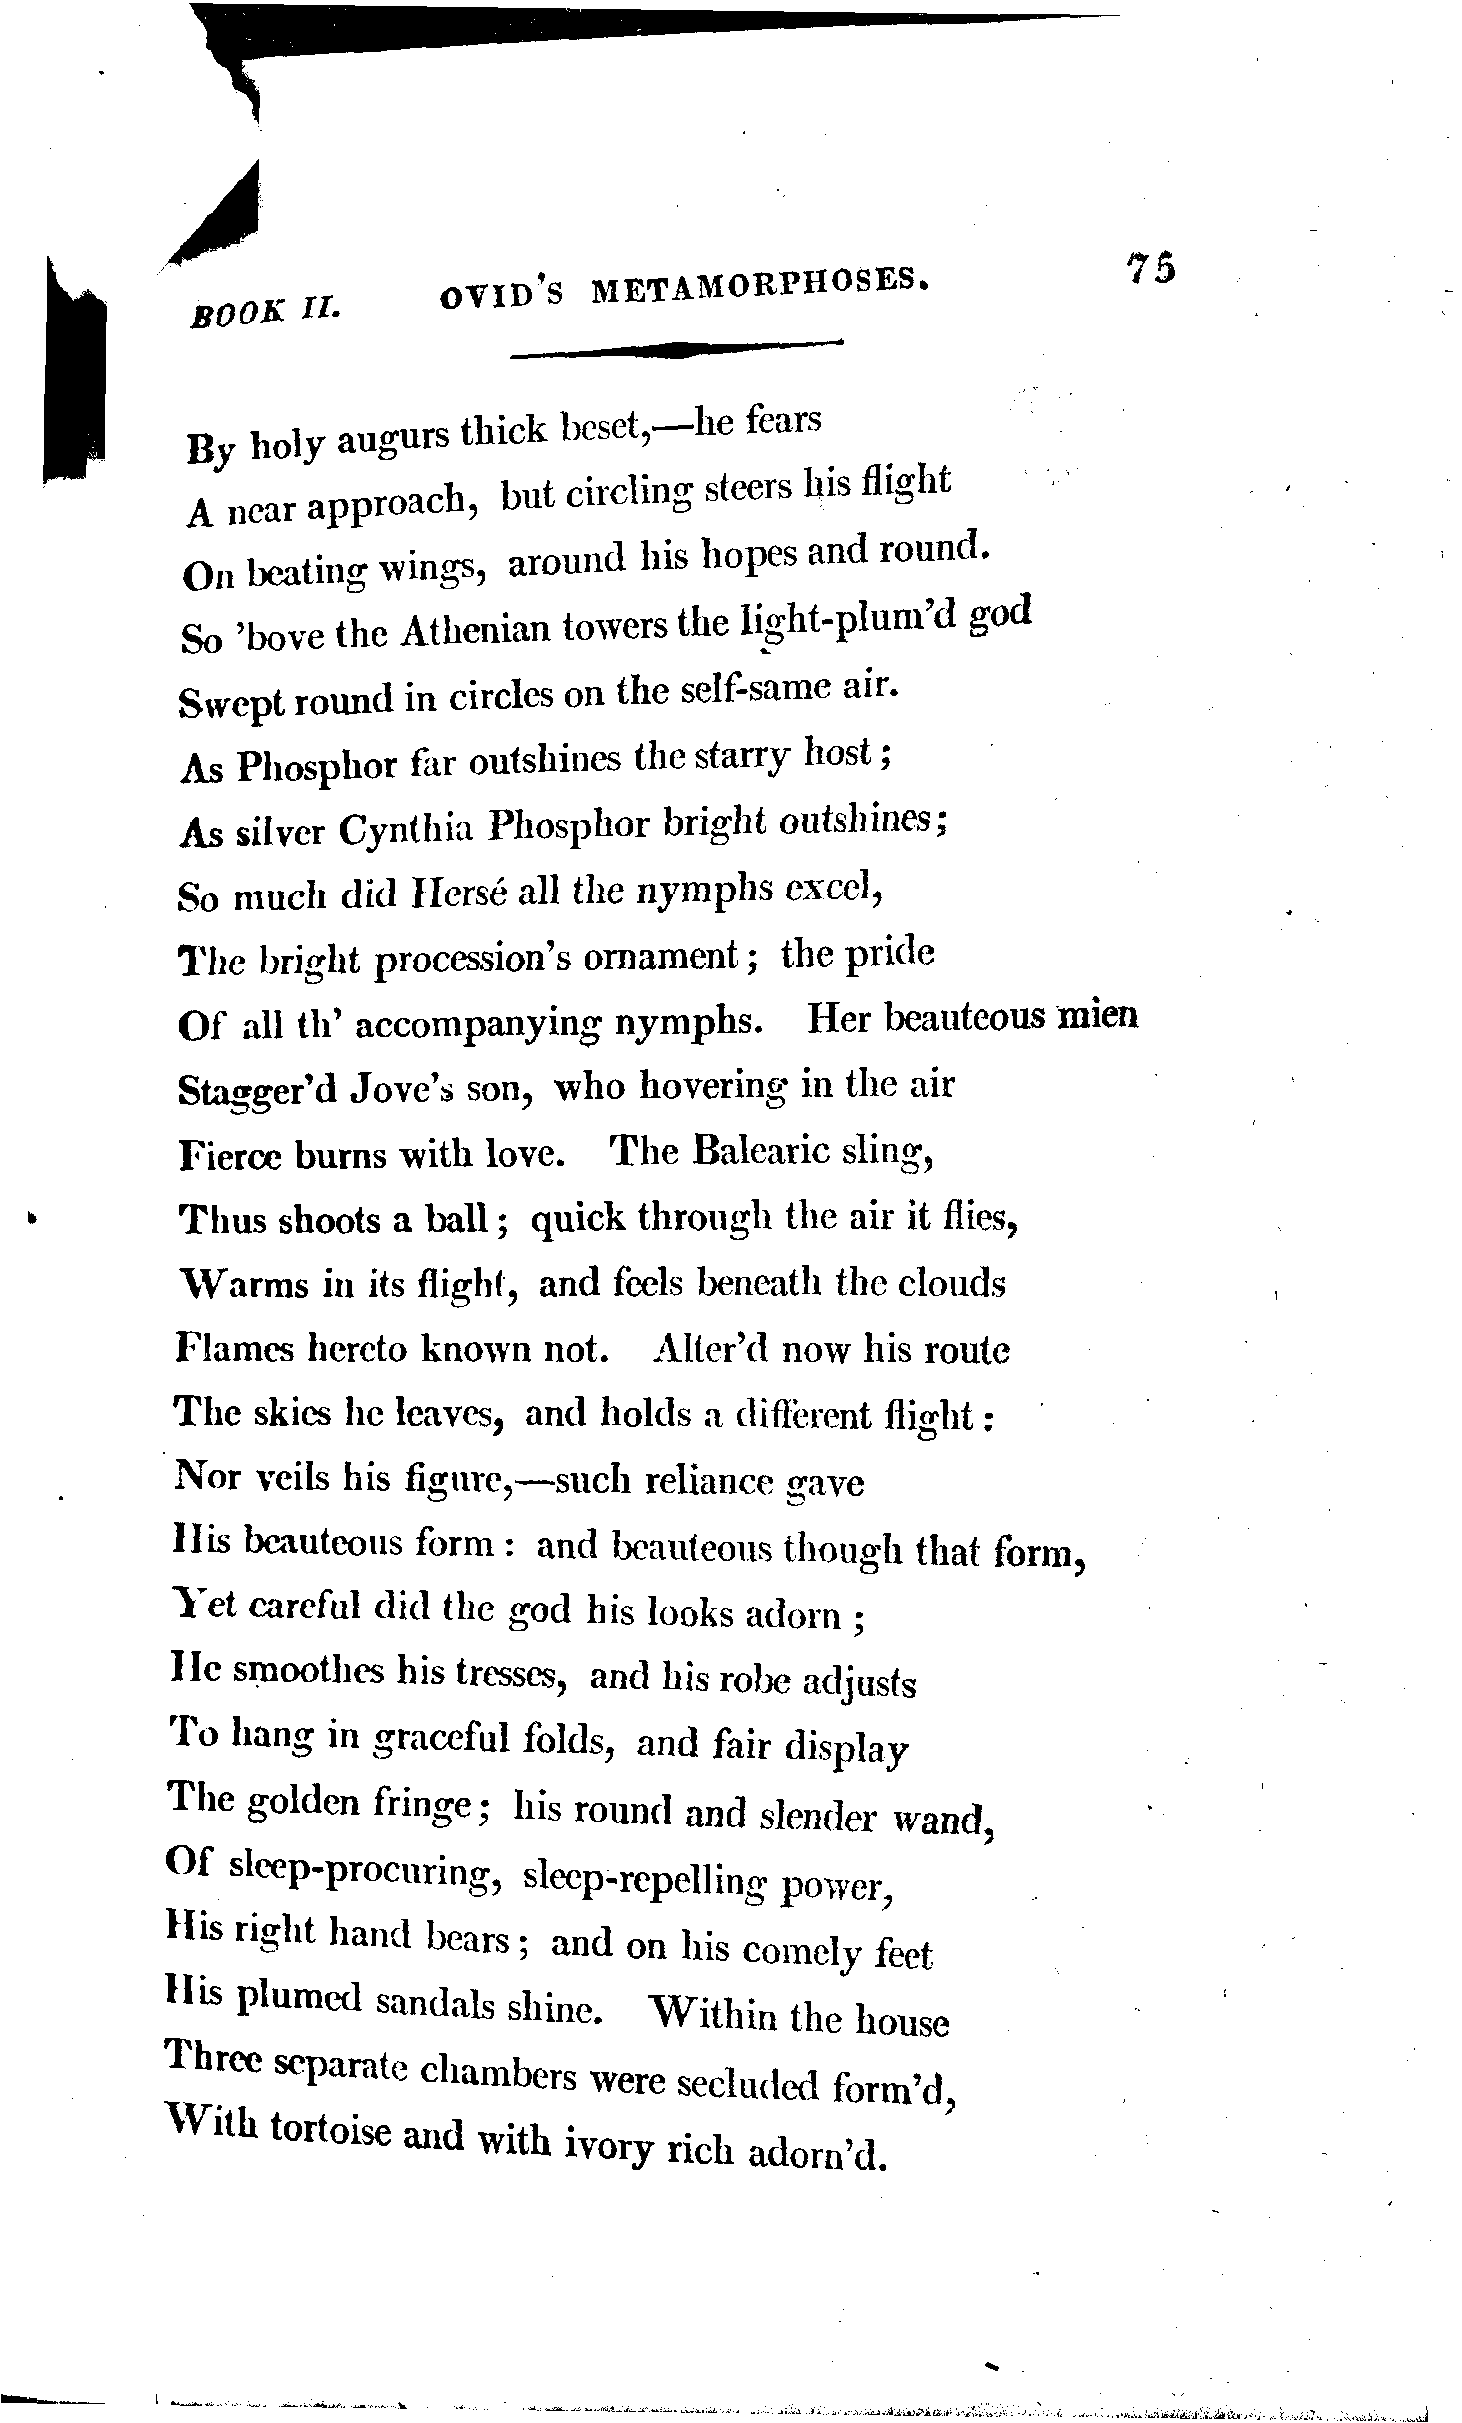 BOOK II. OVID'S METAMORPHOSES. 75
By holy augurs thick beset,—he fears
A near approach, but circling steers his flight
On beating wings, around his hopes and round.
So 'bove the Athenian towers the light-plum'd god
Swept round in circles on the self-same air.
As Phosphor far outshines the starry host;
As silver Cynthia Phosphor bright outshines;
So much did Hersé all the nymphs excel,
The bright procession's ornament; the pride
Of all th' accompanying nymphs. Her beauteous mien
Stagger'd Jove's son, who hovering in the air
Fierce burns with love. The Balearic sling,
Thus shoots a ball; quick through the air it flies,
Warms in its flight, and feels beneath the clouds
Flames hereto known not. Alter'd now his route
The skies he leaves, and holds a different flight:
Nor veils his figure,—such reliance gave
His beauteous form: and beauteous though that form,
Yet careful did the god his looks adorn;
He smoothes his tresses, and his robe adjusts
To hang in graceful folds, and fair display
The golden fringe; his round and slender wand,
Of sleep-procuring, sleep-repelling power,
His right hand bears; and on his comely feet
His plumed sandals shine. Within the house
Three separate chambers were secluded form'd,
With tortoise and with ivory rich adorn'd.